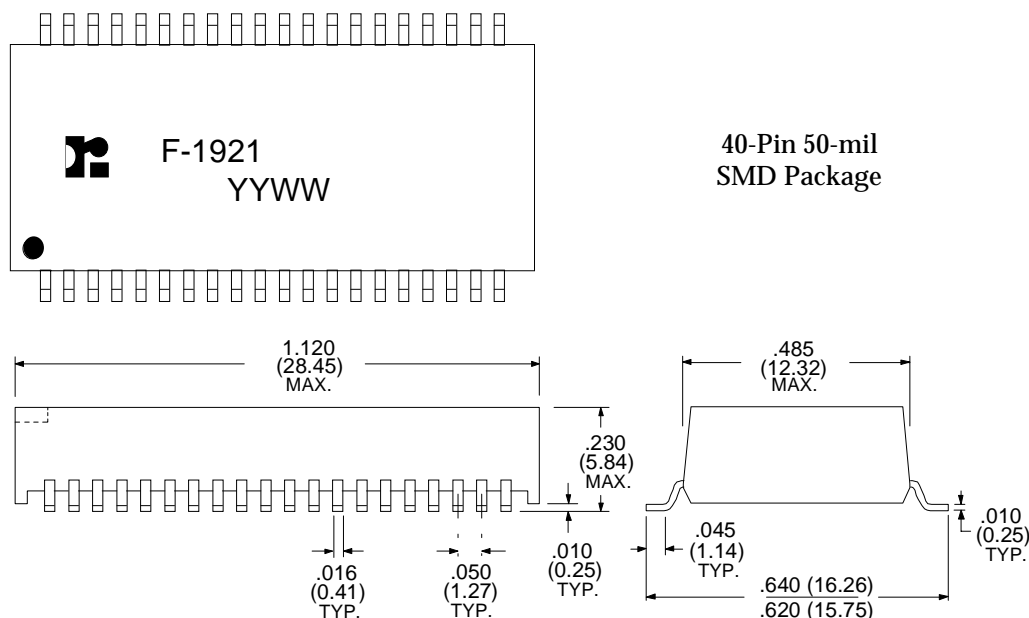 F-1921
YYWW
40-Pin 50-mil
SMD Package
1.120
(28.45)
MAX.
.485
(12.32)
MAX.
.230
(5.84)
MAX.
.016
(0.41)
TYP.
.050
(1.27)
TYP.
.010
(0.25)
TYP.
.045
(1.14)
TYP.
.010
(0.25)
TYP.
.640 (16.26)
.620 (15.75)